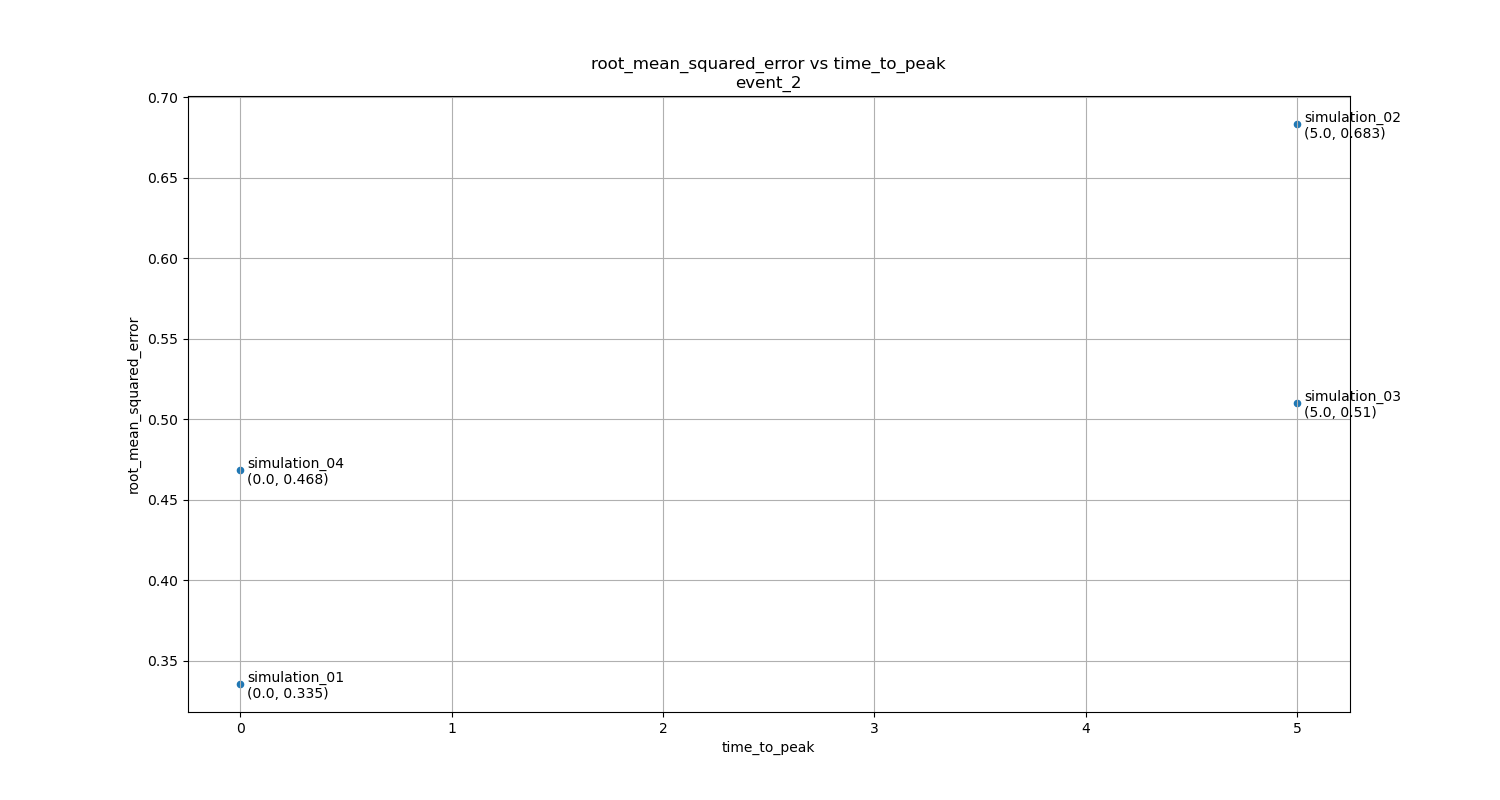 root_mean_squared_error vs time_to_peak
event_2
0.70
0.65
0.60
0.55
0.50
0.45
0.40
0.35
root_mean_squared_error
simulation_02
(5.0, 0.683)
simulation_03
(5.0, 0.51)
simulation_04
(0.0, 0.468)
simulation_01
(0.0, 0.335)
0 1 2 3 4 5
time_to_peak